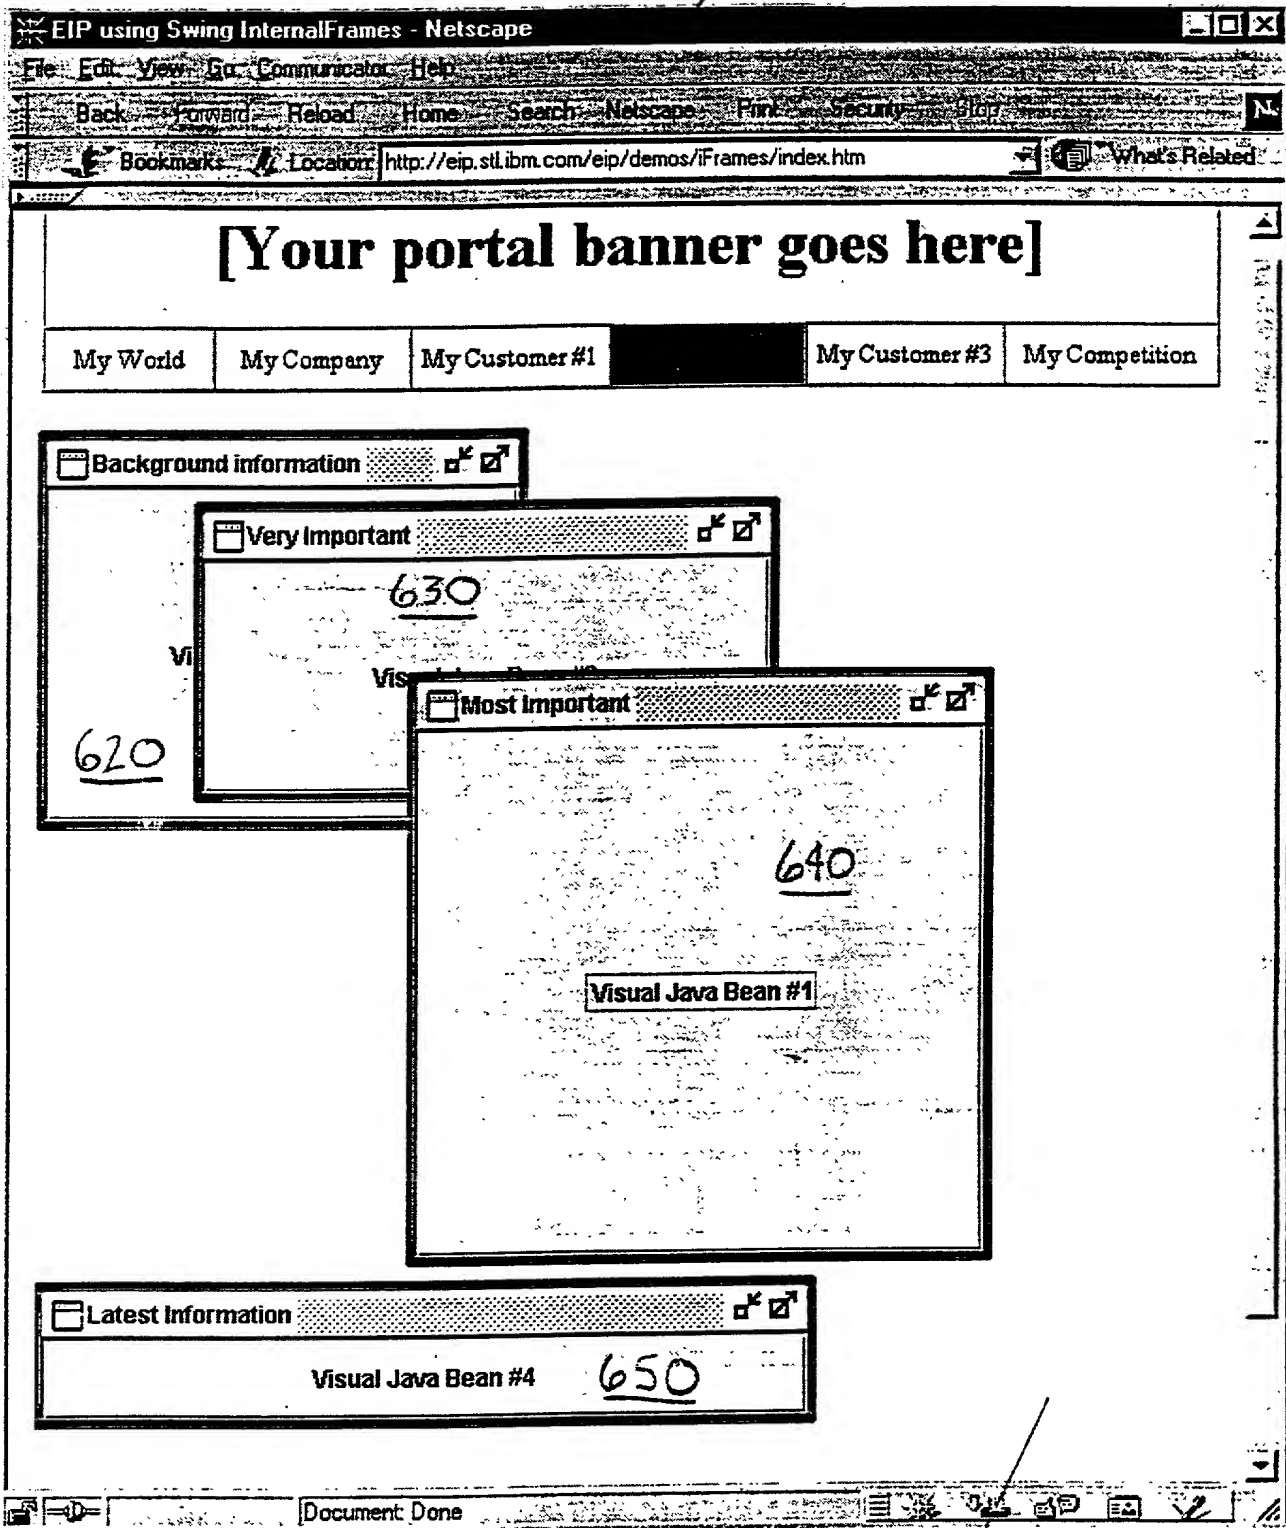 EIP using Swing InternalFrames - Netscape
File Edit View Go Communicator Help
Back Forward Reload Home Search Netscape Print Security Stop
N
Bookmarks Location: http://eip.stl.ibm.com/eip/demos/iFrames/index.htm What's Related
[Your portal banner goes here]
My World My Company My Customer #1 My Customer #3 My Competition
Background information
Very Important
630
Vi
620
Most Important
640
Visual Java Bean #1
Latest Information
Visual Java Bean #4 650
Document: Done